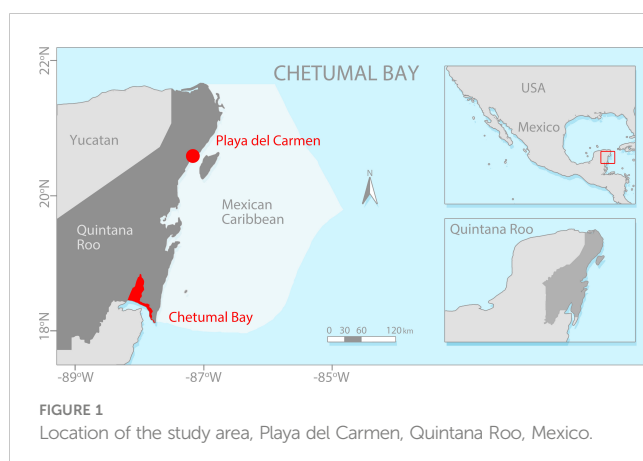 CHETUMAL BAY
22°N
20°N
18°N
-89°W
-87°W
-85°W
Yucatan
Playa del Carmen
Mexican
Caribbean
Quintana
Roo
Chetumal Bay
N
0 30 60 120 km
USA
Mexico
Quintana Roo
FIGURE 1
Location of the study area, Playa del Carmen, Quintana Roo, Mexico.